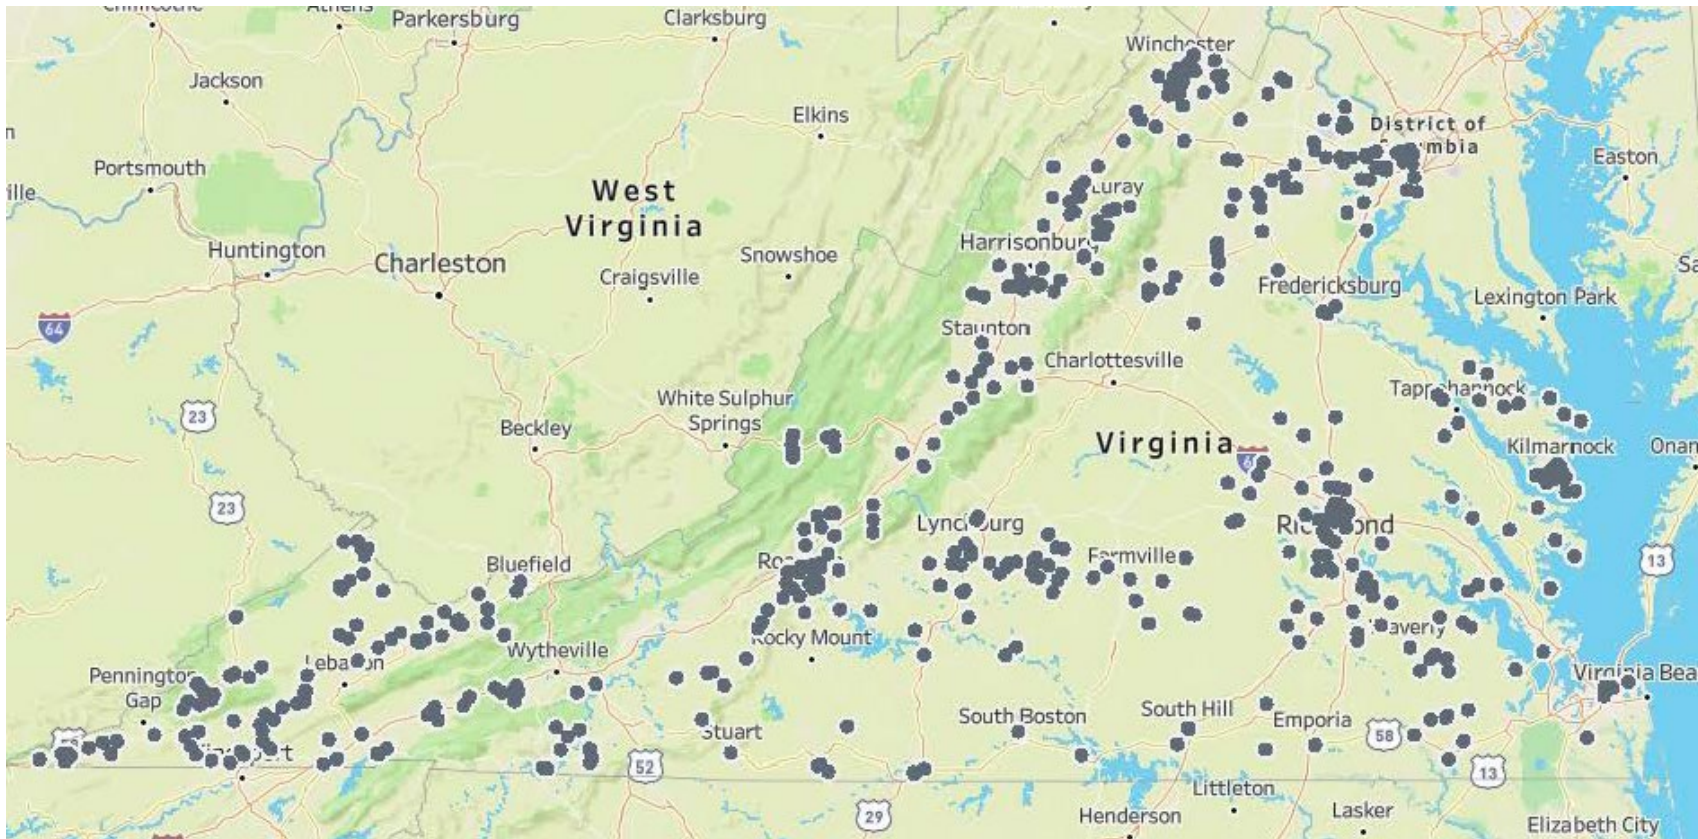 Parkersburg
Clarksburg
Winchester
Jackson
Elkins
District of
Easton
Portsmouth
West
Virginia
Luray
Huntington
Charleston
Snowshoe
Craigsville
Harrisonburg
Fredericksburg
Lexington Park
64
Staunton
Charlottesville
23
White Sulphur
Springs
Beckley
Virginia
Tappahannock
Kilmarnock
23
Lynchburg
Richmond
Bluefield
Farmville
13
Rocky Mount
Wytheville
Waverly
Pennington
Gap
Lebanon
Virginia Bea
South Boston
South Hill
Emporia
58
Stuart
52
13
Littleton
29
Henderson
Lasker
Elizabeth City